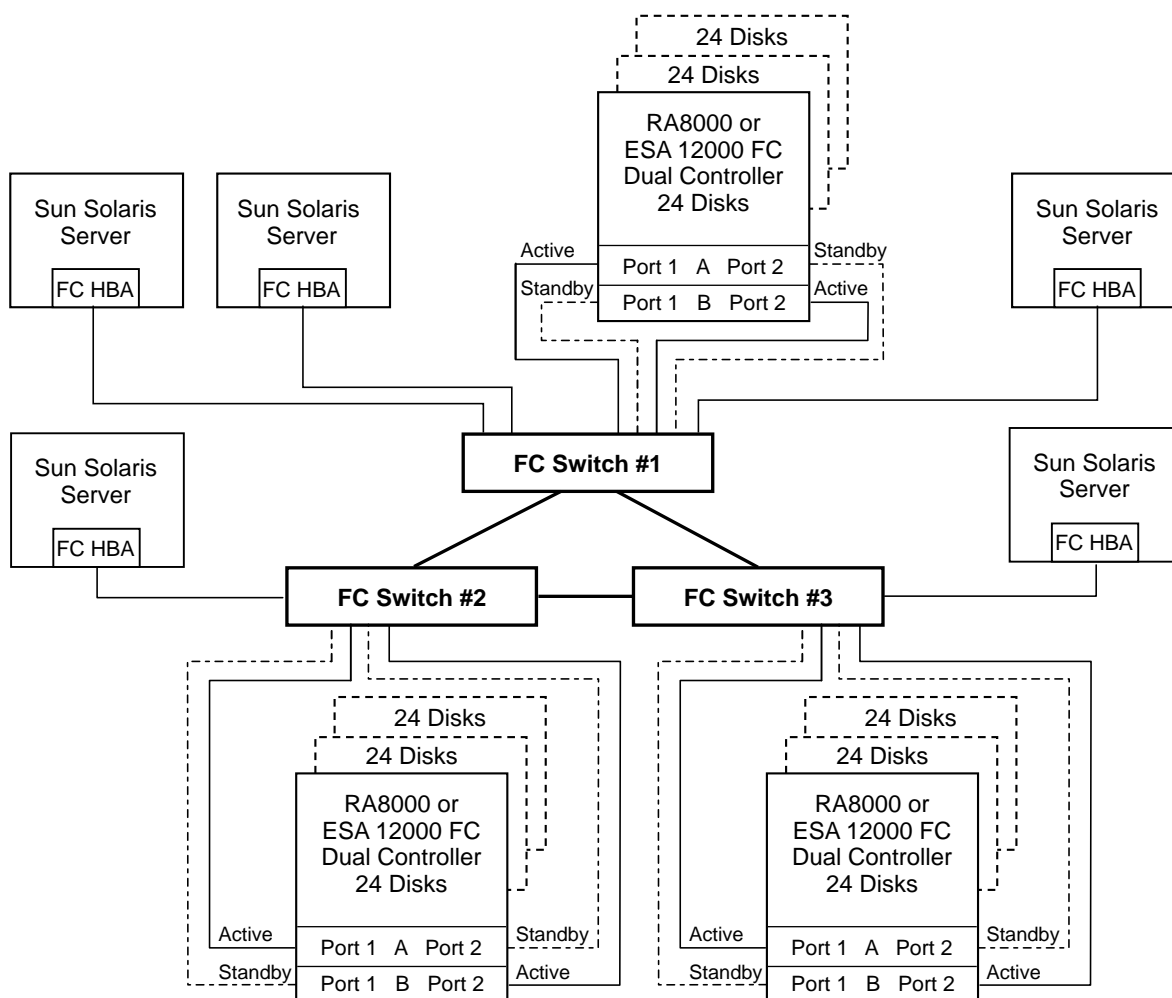 24 Disks
24 Disks
RA8000 or
ESA 12000 FC
Dual Controller
24 Disks
Sun Solaris
Server
FC HBA
Sun Solaris
Server
FC HBA
Sun Solaris
Server
FC HBA
Active
Standby
Port 1 A Port 2
Standby
Active
Port 1 B Port 2
FC Switch #1
Sun Solaris
Server
FC HBA
Sun Solaris
Server
FC HBA
FC Switch #2
FC Switch #3
24 Disks
24 Disks
RA8000 or
ESA 12000 FC
Dual Controller
24 Disks
Active
Standby
Port 1 A Port 2
Standby
Active
Port 1 B Port 2
24 Disks
24 Disks
RA8000 or
ESA 12000 FC
Dual Controller
24 Disks
Active
Standby
Port 1 A Port 2
Standby
Active
Port 1 B Port 2